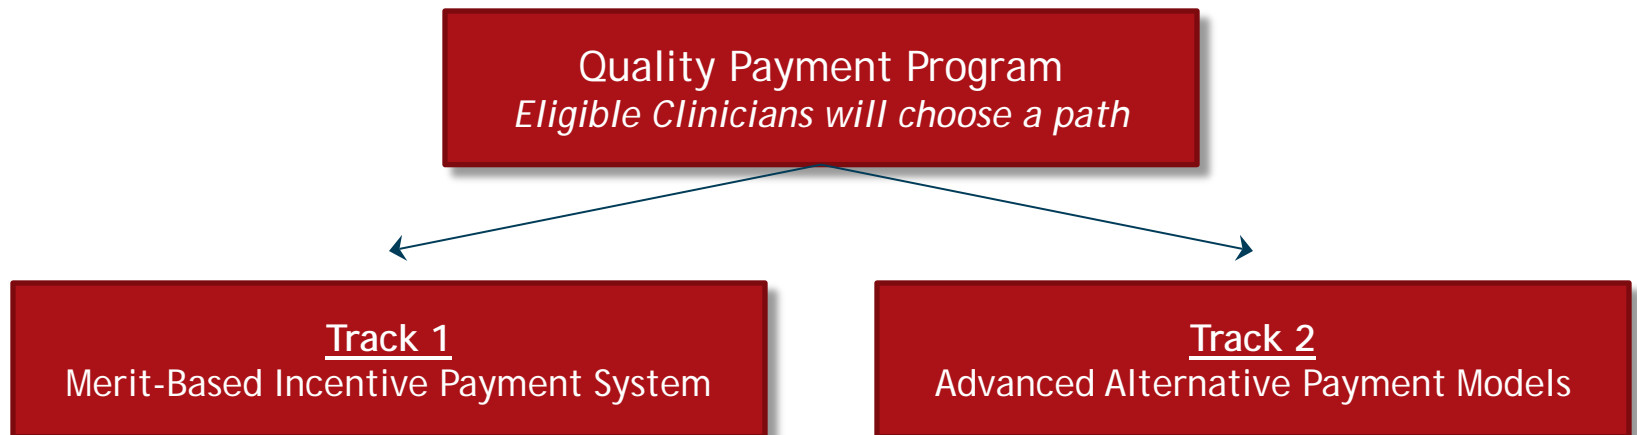 Quality Payment Program
Eligible Clinicians will choose a path
Track 1
Merit-Based Incentive Payment System
Track 2
Advanced Alternative Payment Models